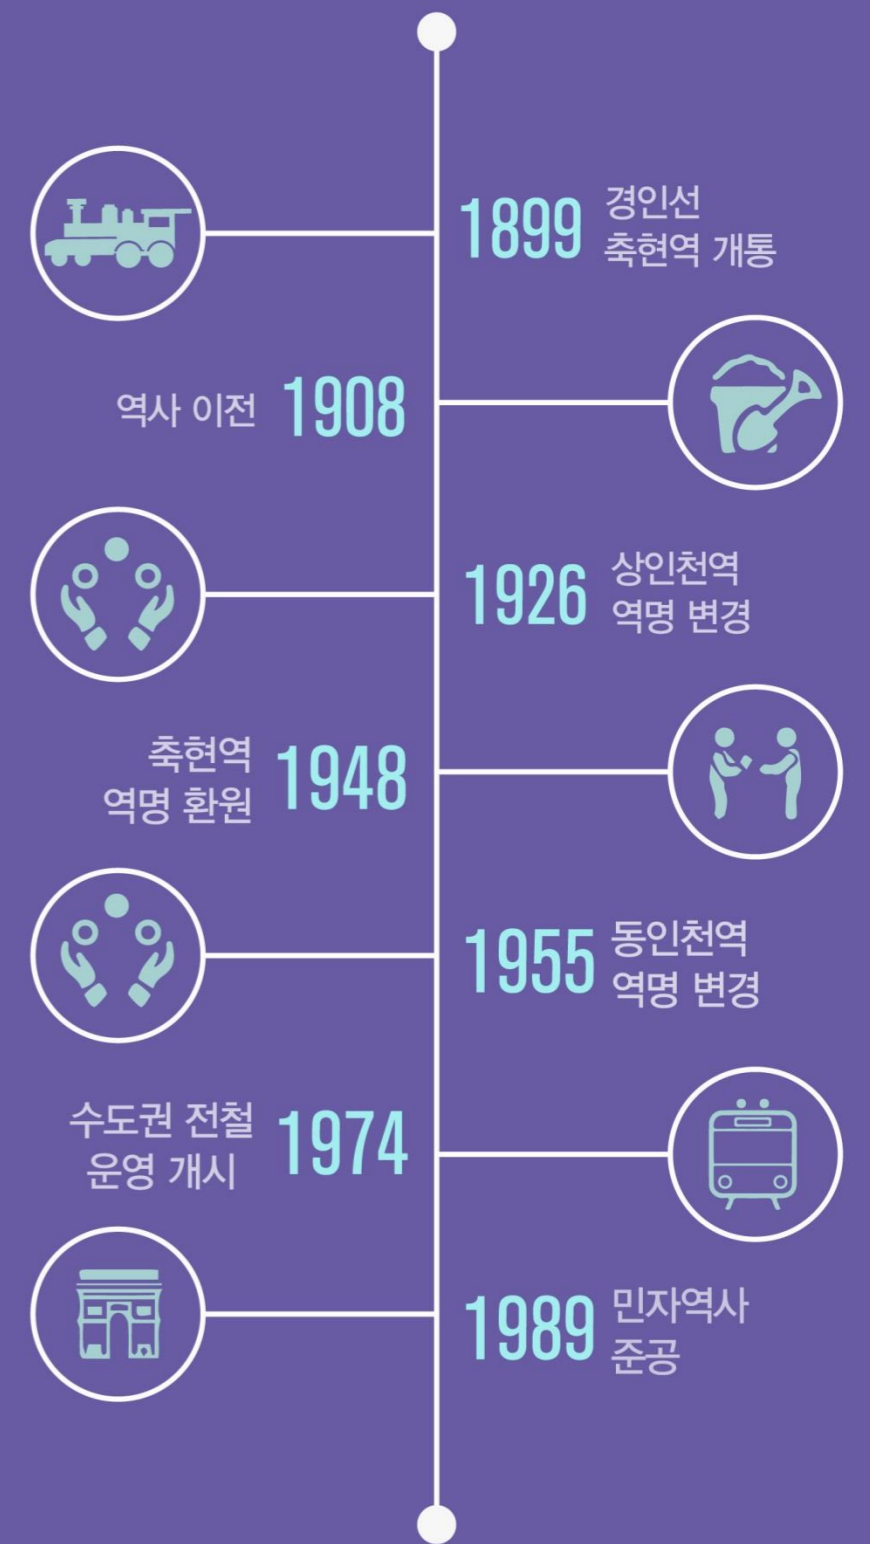 1899
경인선
축현역 개통
역사 이전 1908
1926
상인천역
역명 변경
축현역
역명 환원
1948
1955
동인천역
역명 변경
수도권 전철
운영 개시
1974
1989
민자역사
준공